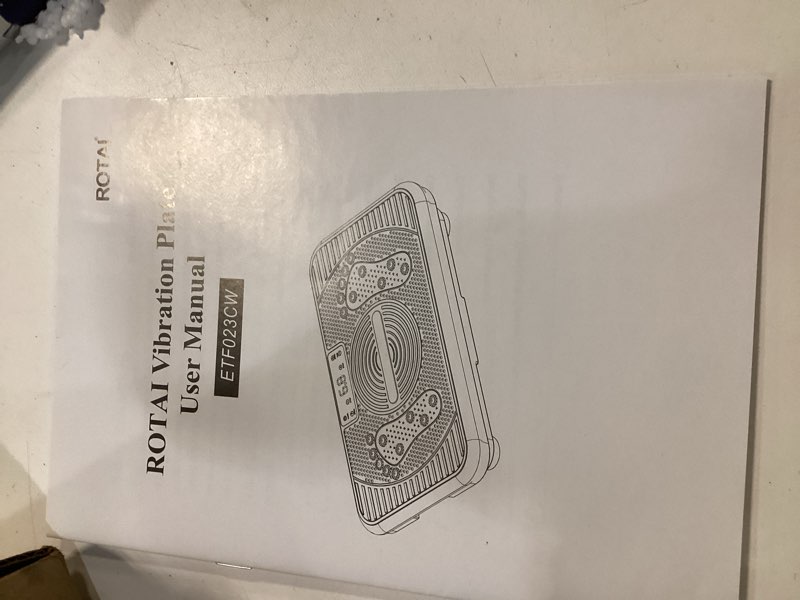 ROTAI
ROTAI Vibration Plate
User Manual
ETF023CW